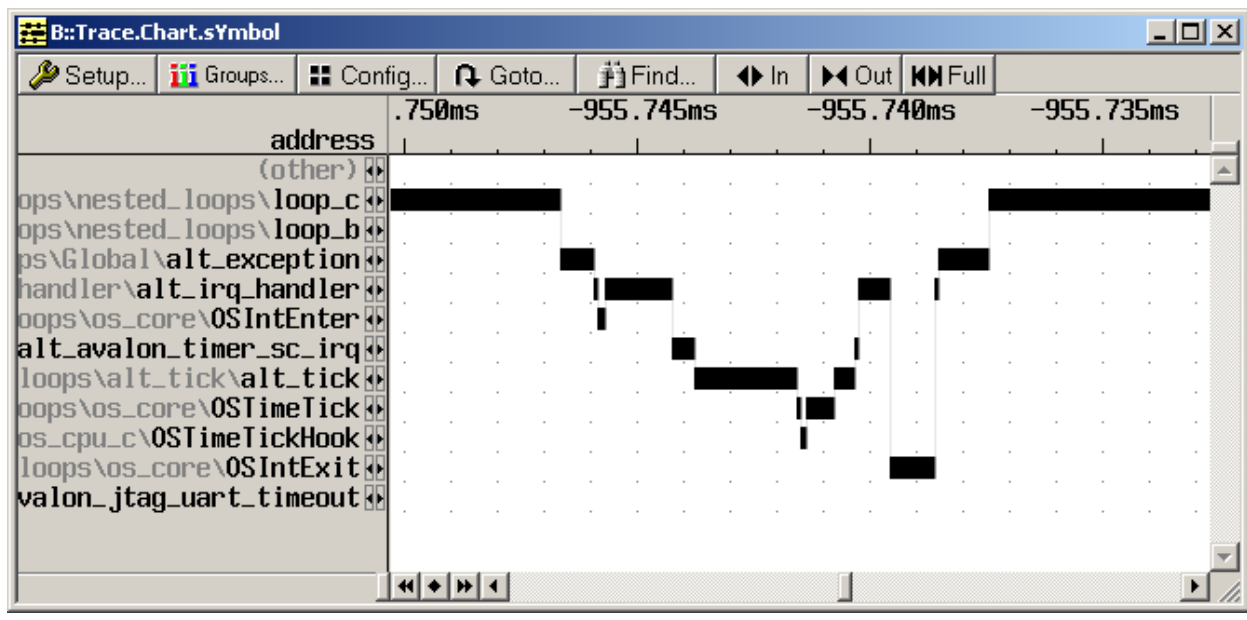 B::Trace.Chart.sYmbol
Setup... Groups... Config... Goto... Find... In Out Full
.750ms -955.745ms -955.740ms -955.735ms
address
(other)
ops\nested_loops\loop_c
ops\nested_loops\loop_b
ps\Global\alt_exception
handler\alt_irq_handler
oops\os_core\OSIntEnter
alt_avalon_timer_sc_irq
loops\alt_tick\alt_tick
oops\os_core\OSTimeTick
os_cpu_c\OSTimeTickHook
loops\os_core\OSIntExit
valon_jtag_uart_timeout